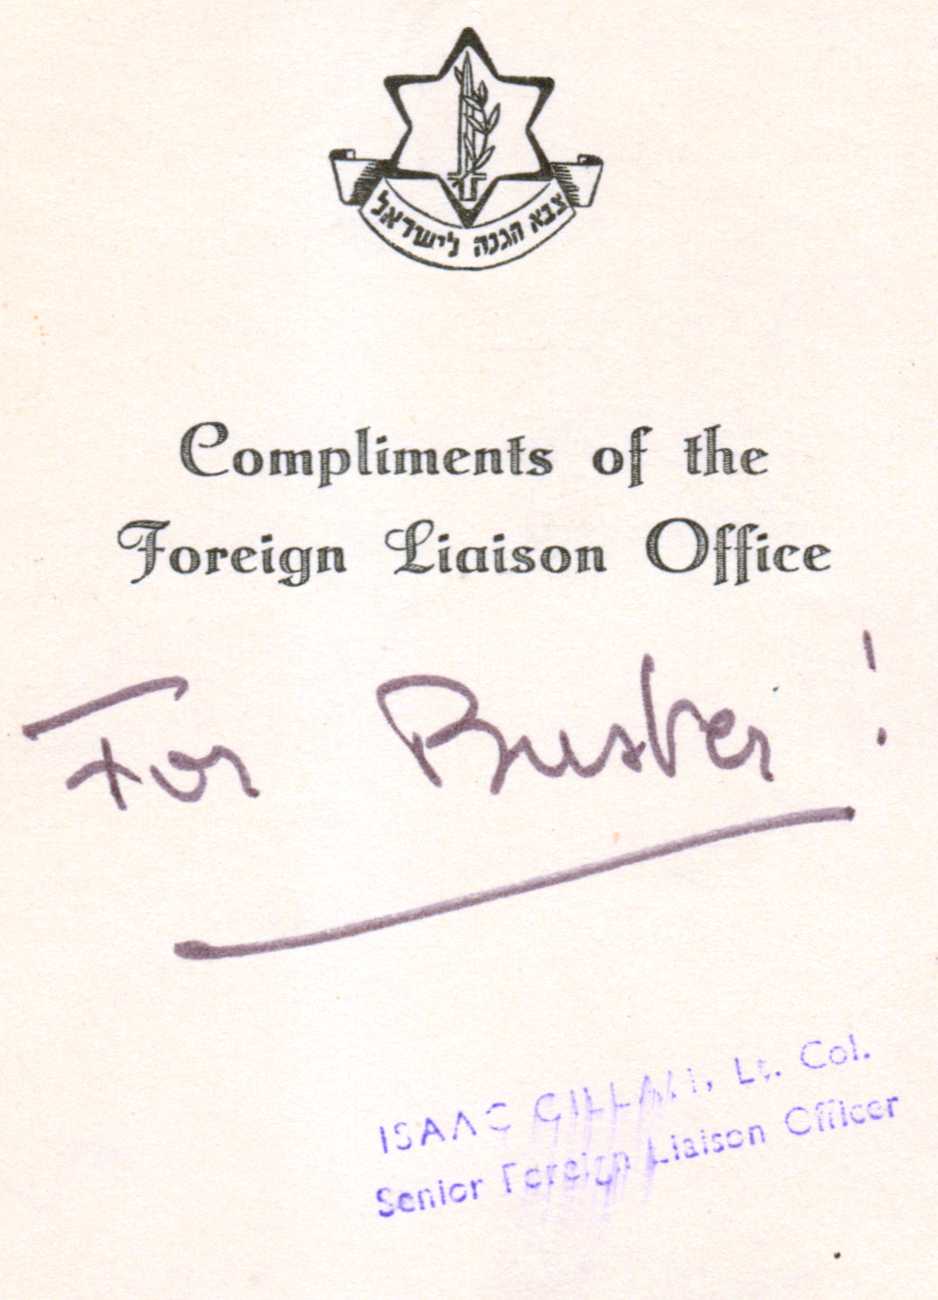 צבא הגנה לישראל
Compliments of the
Foreign Liaison Office
For Buster!
ISAAC Lt. Col.
Senior Foreign Liaison Officer